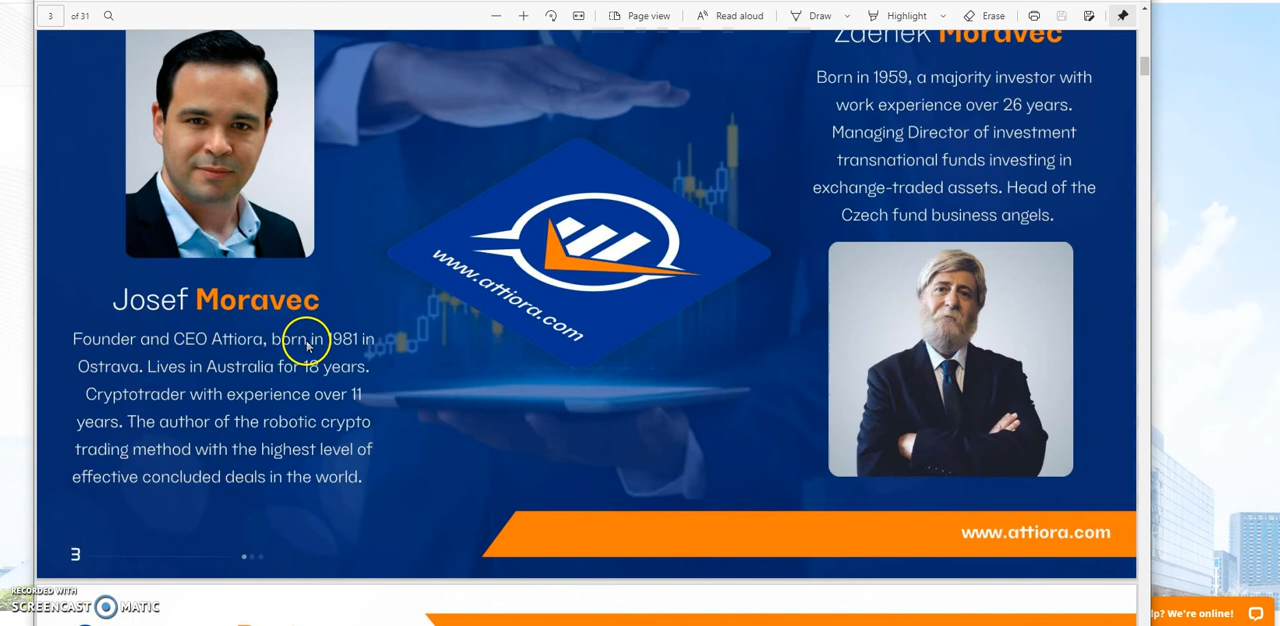 3 of 31
Page view
Read aloud
Draw
Highlight
Erase
Zdenek Moravec
Born in 1959, a majority investor with
work experience over 26 years.
Managing Director of investment
transnational funds investing in
exchange-traded assets. Head of the
Czech fund business angels.
www.attiora.com
Josef Moravec
Founder and CEO Attiora, born in 1981 in
Ostrava. Lives in Australia for 18 years.
Cryptotrader with experience over 11
years. The author of the robotic crypto
trading method with the highest level of
effective concluded deals in the world.
www.attiora.com
3
RECORDED WITH
SCREENCAST MATIC
lp? We're online!